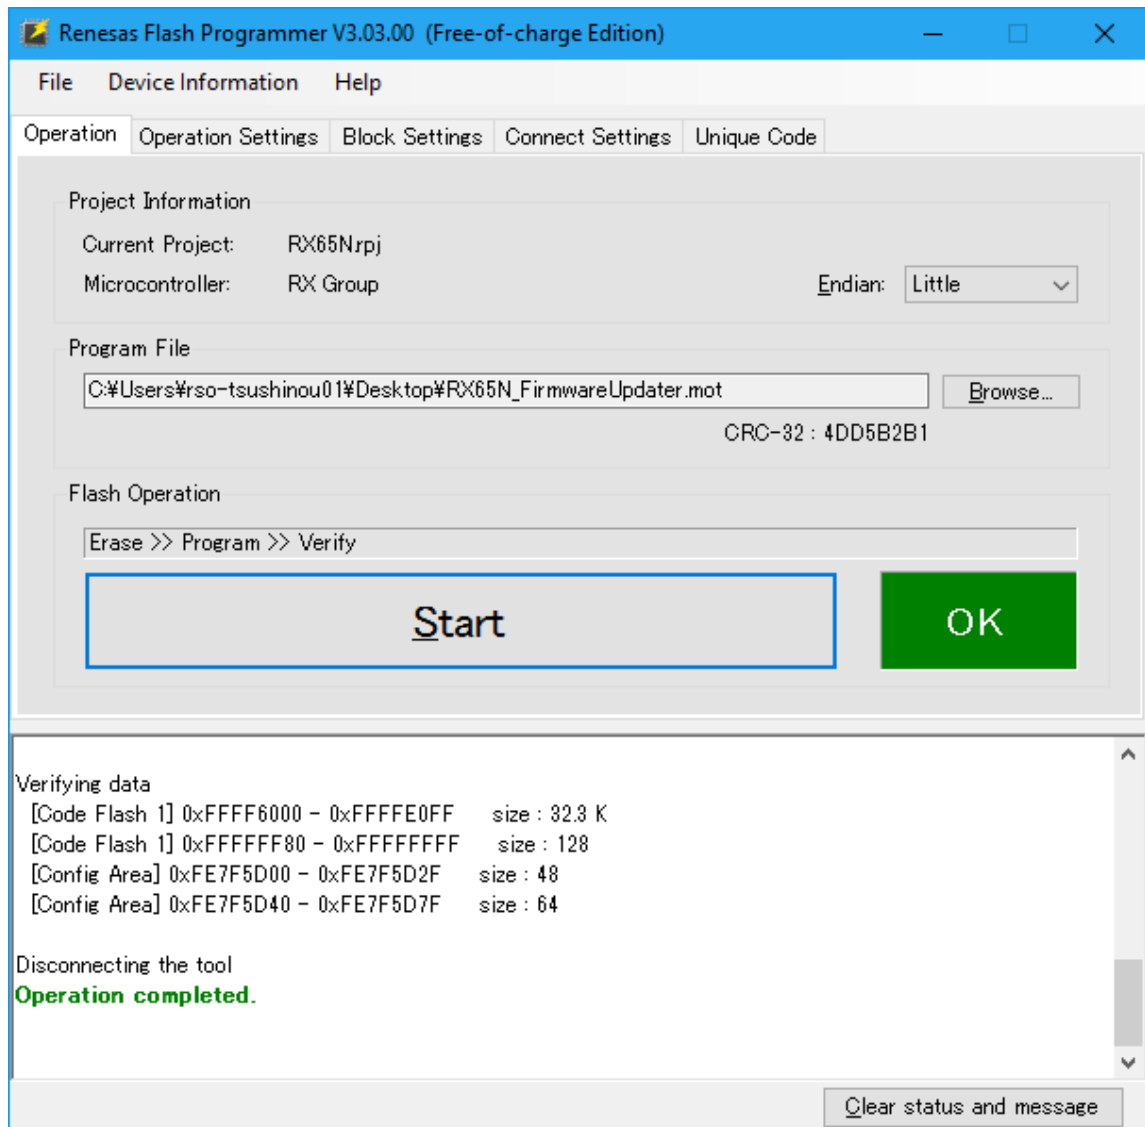 Renesas Flash Programmer V3.03.00 (Free-of-charge Edition)
File Device Information Help
Operation Operation Settings Block Settings Connect Settings Unique Code
Project Information
Current Project: RX65N.rpj
Microcontroller: RX Group Endian: Little
Program File
C:¥Users¥rso-tsushinou01¥Desktop¥RX65N_FirmwareUpdater.mot Browse...
CRC-32 : 4DD5B2B1
Flash Operation
Erase >> Program >> Verify
Start OK
Verifying data
[Code Flash 1] 0xFFFF6000 - 0xFFFFE0FF size : 32.3 K
[Code Flash 1] 0xFFFFFF80 - 0xFFFFFFFF size : 128
[Config Area] 0xFE7F5D00 - 0xFE7F5D2F size : 48
[Config Area] 0xFE7F5D40 - 0xFE7F5D7F size : 64
Disconnecting the tool
Operation completed.
Clear status and message